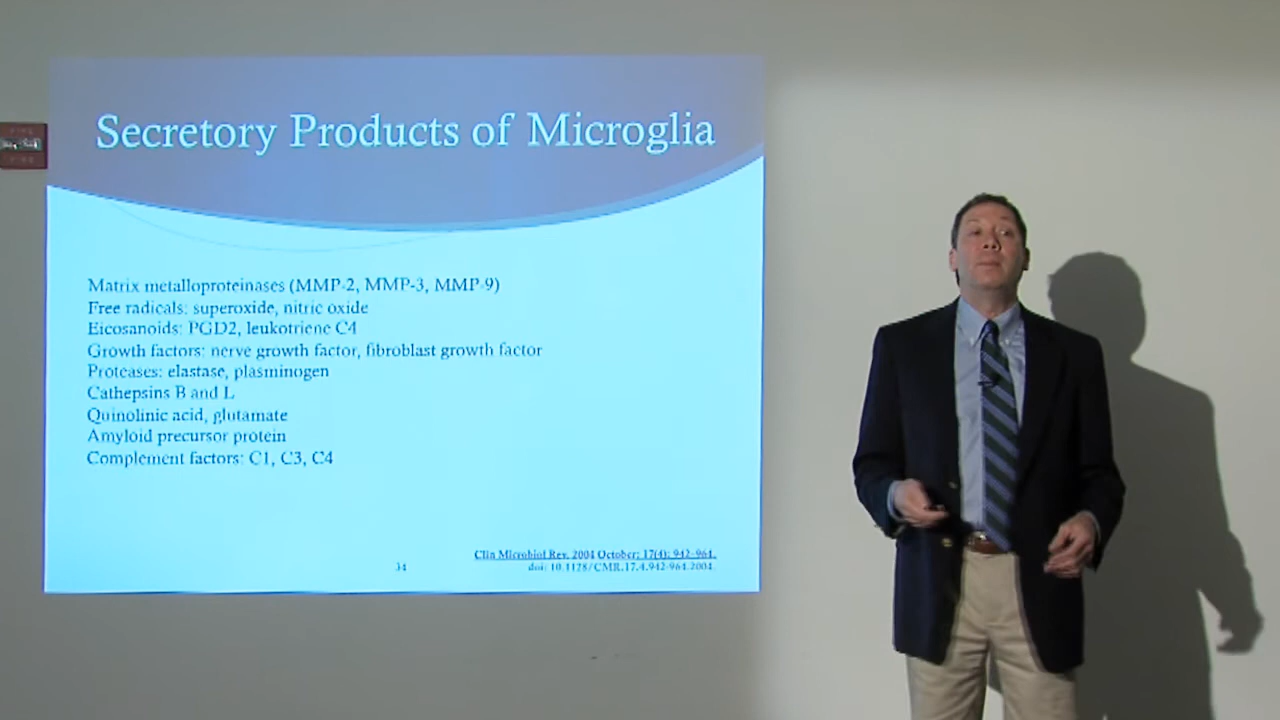 Secretory Products of Microglia
Matrix metalloproteinases (MMP-2, MMP-3, MMP-9)
Free radicals: superoxide, nitric oxide
Eicosanoids: PGD2, leukotriene C4
Growth factors: nerve growth factor, fibroblast growth factor
Proteases: elastase, plasminogen
Cathepsins B and L
Quinolinic acid, glutamate
Amyloid precursor protein
Complement factors: C1, C3, C4
Clin Microbiol Rev. 2004 October; 17(4): 942–964.
34
doi: 10.1128/CMR.17.4.942-964.2004